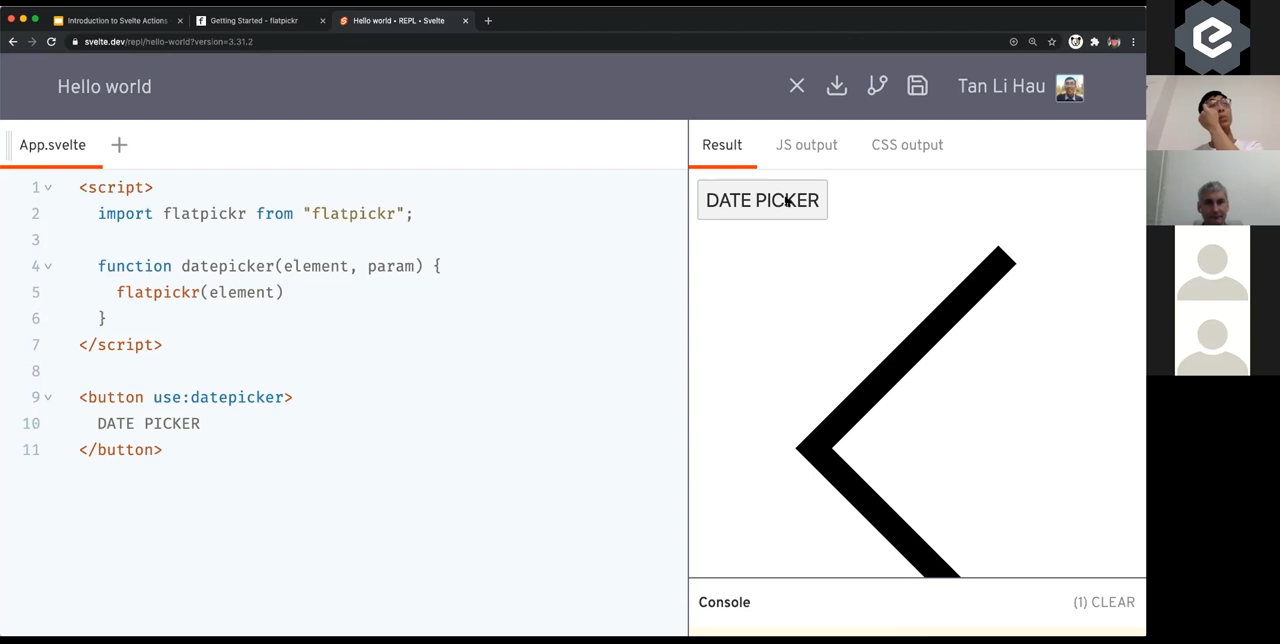 Introduction to Svelte Actions
Getting Started - flatpickr
Hello world • REPL • Svelte
svelte.dev/repl/hello-world?version=3.31.2
Hello world
Tan Li Hau
App.svelte
Result
JS output
CSS output
1 <script>
2 import flatpickr from "flatpickr";
3
4 function datepicker(element, param) {
5 flatpickr(element)
6 }
7 </script>
8
9 <button use:datepicker>
10 DATE PICKER
11 </button>
DATE PICKER
Console
(1) CLEAR